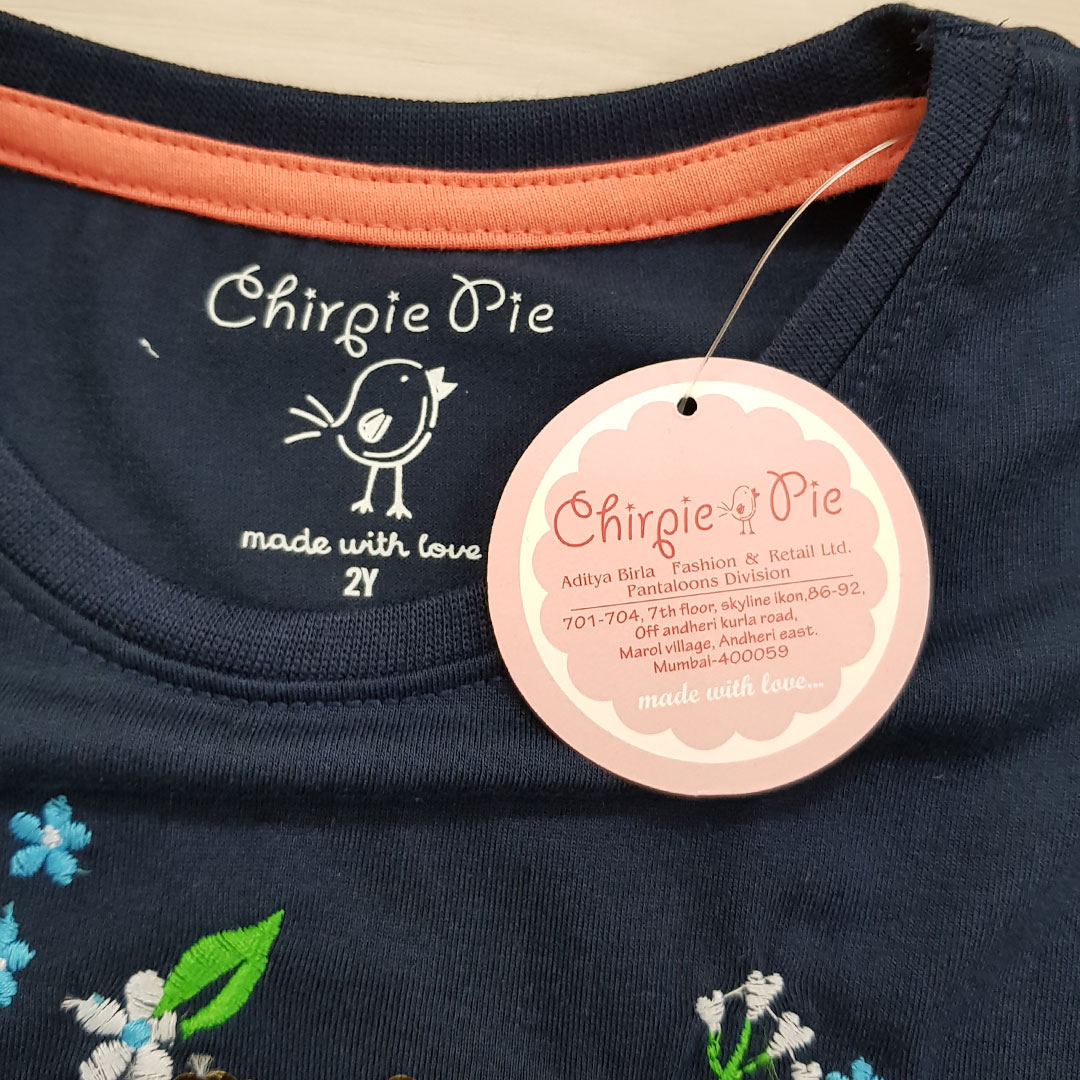 Chirpie Pie
made with love
2Y
Chirpie Pie
Aditya Birla Fashion & Retail Ltd.
Pantaloons Division
701-704, 7th floor, skyline ikon,86-92,
Off andheri kurla road,
Marol village, Andheri east.
Mumbai-400059
made with love...